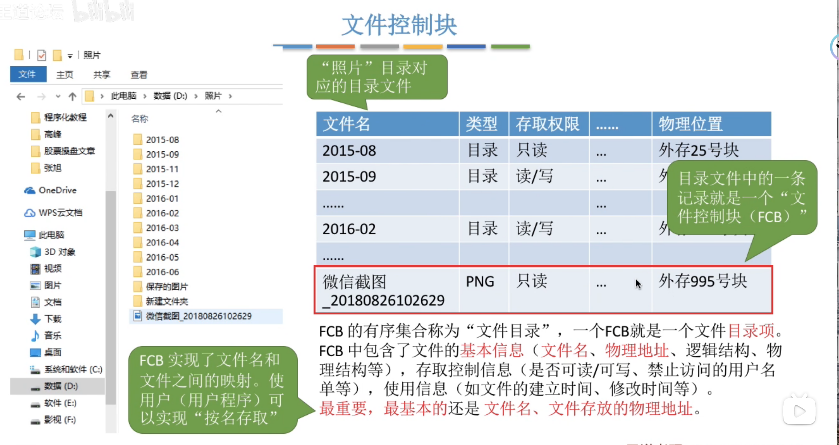 bilibili
文件控制块
照片
文件
主页
共享
查看
此电脑 > 数据 (D:) > 照片 >
程序化教程
高峰
股票操盘文章
张旭
OneDrive
WPS云文档
此电脑
3D 对象
视频
图片
文档
下载
音乐
桌面
系统和软件 (C:)
数据 (D:)
软件 (E:)
影视 (F:)
名称
2015-08
2015-09
2015-11
2015-12
2016-01
2016-02
2016-03
2016-04
2016-05
2016-06
保存的图片
新建文件夹
微信截图_20180826102629
“照片”目录对
应的目录文件
文件名 类型 存取权限 …… 物理位置
2015-08 目录 只读 ... 外存25号块
2015-09 目录 读/写 ... 外
…… ...
2016-02 目录 读/写 ... 外
……
微信截图 PNG 只读 ... 外存995号块
_20180826102629
目录文件中的一条
记录就是一个“文
件控制块（FCB）”
FCB 的有序集合称为“文件目录”，一个FCB就是一个文件目录项。
FCB 中包含了文件的基本信息（文件名、物理地址、逻辑结构、物
理结构等），存取控制信息（是否可读/可写、禁止访问的用户名
单等），使用信息（如文件的建立时间、修改时间等）。
最重要，最基本的还是 文件名、文件存放的物理地址。
FCB 实现了文件名和
文件之间的映射。使
用户（用户程序）可
以实现“按名存取”